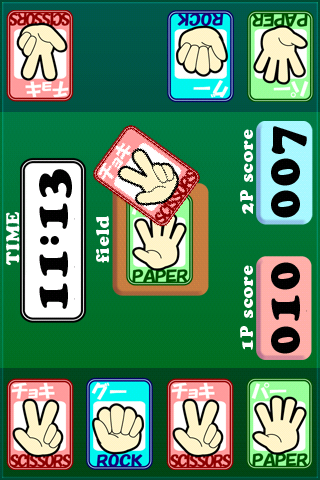 SCISSORS
チョキ
ROCK
グー
PAPER
パー
TIME
11:13
field
チョキ
SCISSORS
PAPER
2P score
007
1P score
010
チョキ
SCISSORS
グー
ROCK
チョキ
SCISSORS
パー
PAPER